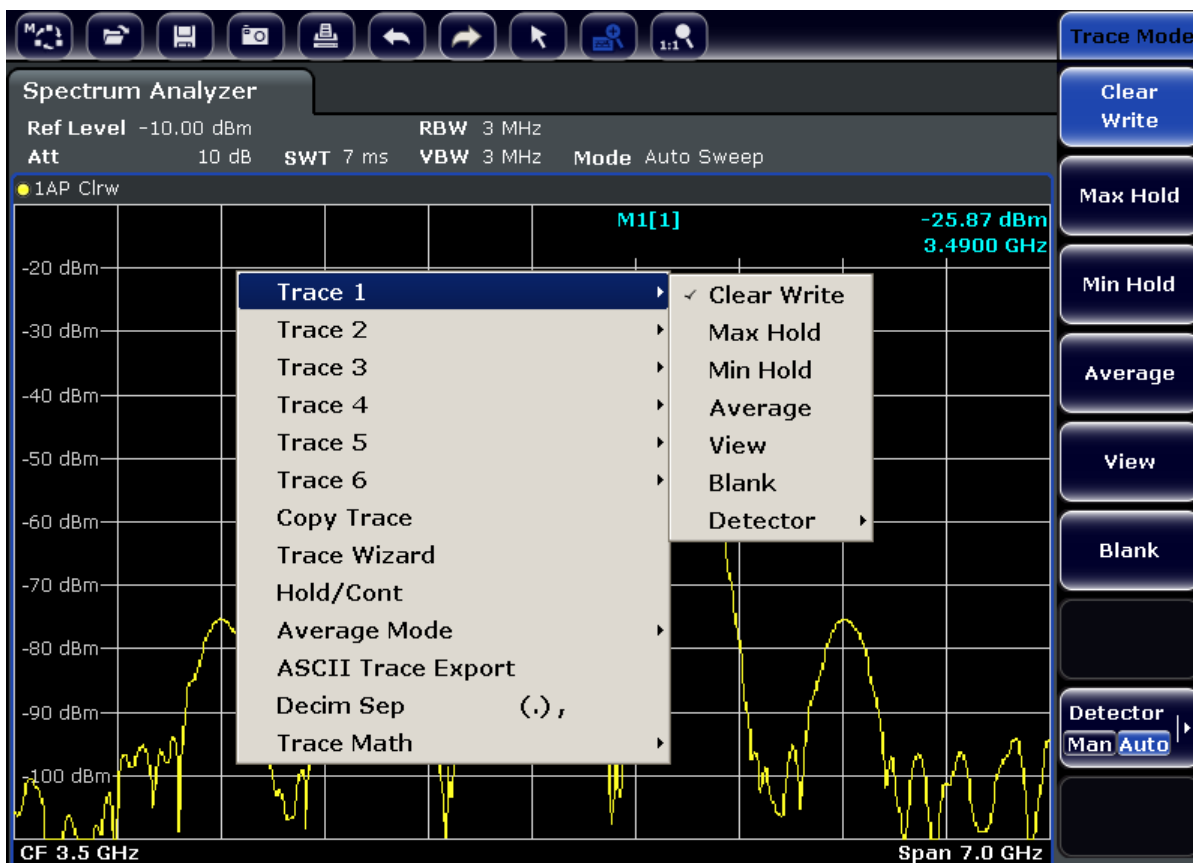 M
1:1
Trace Mode
Spectrum Analyzer
Ref Level -10.00 dBm RBW 3 MHz
Att 10 dB SWT 7 ms VBW 3 MHz Mode Auto Sweep
1AP Clrw
M1[1] -25.87 dBm
3.4900 GHz
-20 dBm
-30 dBm
-40 dBm
-50 dBm
-60 dBm
-70 dBm
-80 dBm
-90 dBm
-100 dBm
Trace 1
Trace 2
Trace 3
Trace 4
Trace 5
Trace 6
Copy Trace
Trace Wizard
Hold/Cont
Average Mode
ASCII Trace Export
Decim Sep (.) ,
Trace Math
Clear Write
Max Hold
Min Hold
Average
View
Blank
Detector
CF 3.5 GHz Span 7.0 GHz
Clear
Write
Max Hold
Min Hold
Average
View
Blank
Detector
Man Auto